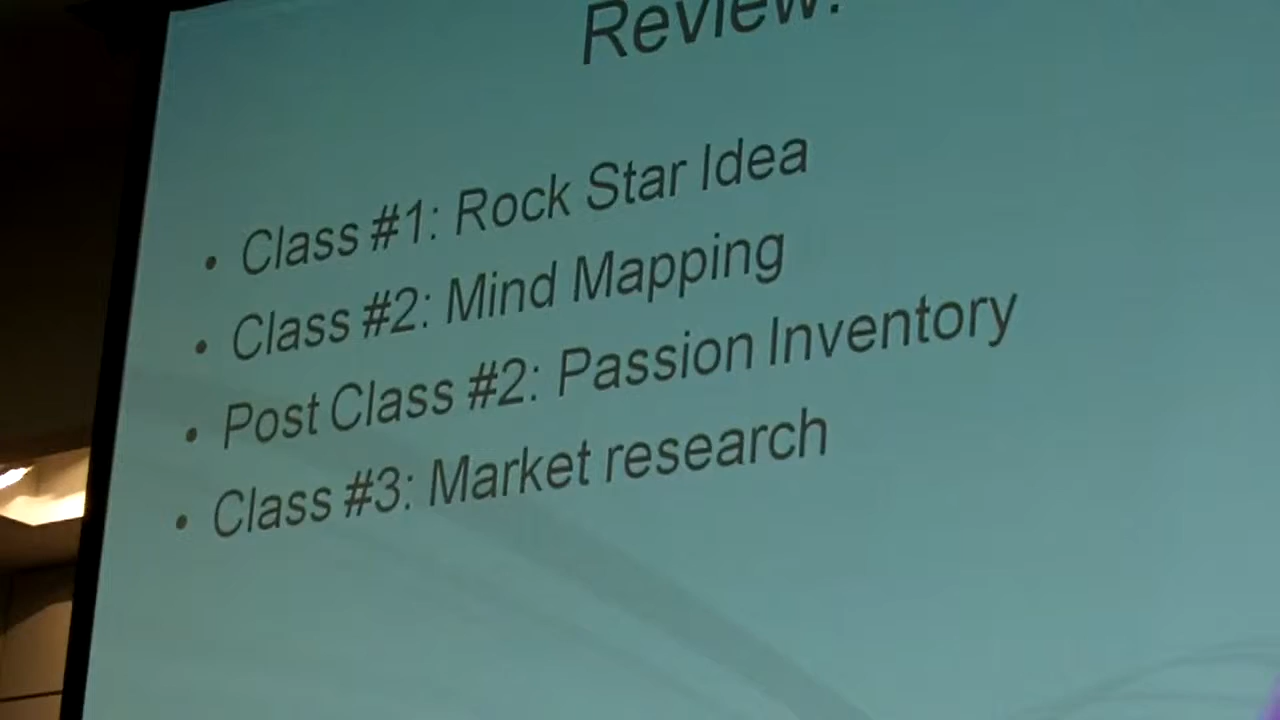 Review:
• Class #1: Rock Star Idea
• Class #2: Mind Mapping
• Post Class #2: Passion Inventory
• Class #3: Market research